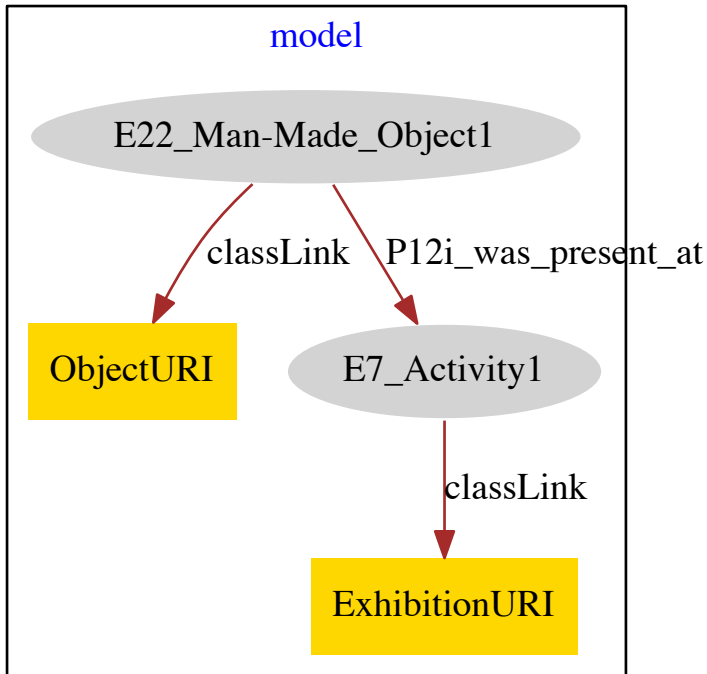 model
E22_Man-Made_Object1
classLink
P12i_was_present_at
ObjectURI
E7_Activity1
classLink
ExhibitionURI